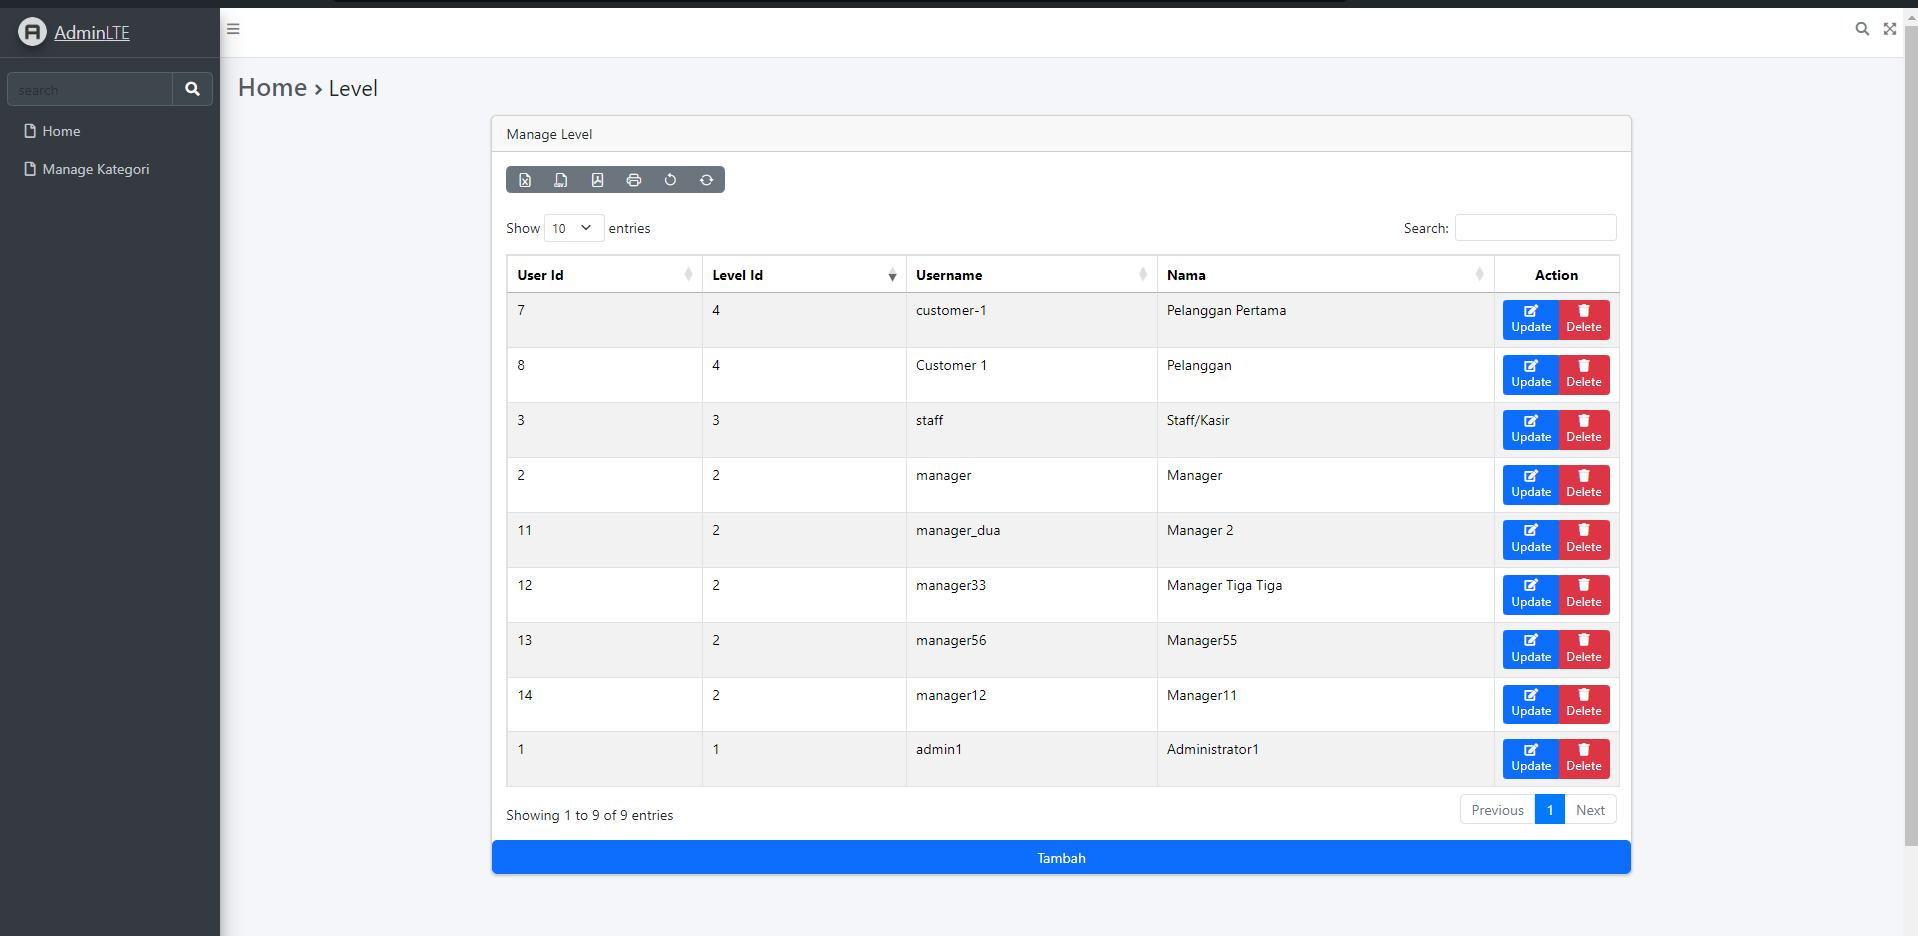 AdminLTE
search
Home
Manage Kategori
Home › Level
Manage Level
Show 10 entries
Search:
User Id Level Id Username Nama Action
7 4 customer-1 Pelanggan Pertama Update Delete
8 4 Customer 1 Pelanggan Update Delete
3 3 staff Staff/Kasir Update Delete
2 2 manager Manager Update Delete
11 2 manager_dua Manager 2 Update Delete
12 2 manager33 Manager Tiga Tiga Update Delete
13 2 manager56 Manager55 Update Delete
14 2 manager12 Manager11 Update Delete
1 1 admin1 Administrator1 Update Delete
Showing 1 to 9 of 9 entries
Previous 1 Next
Tambah